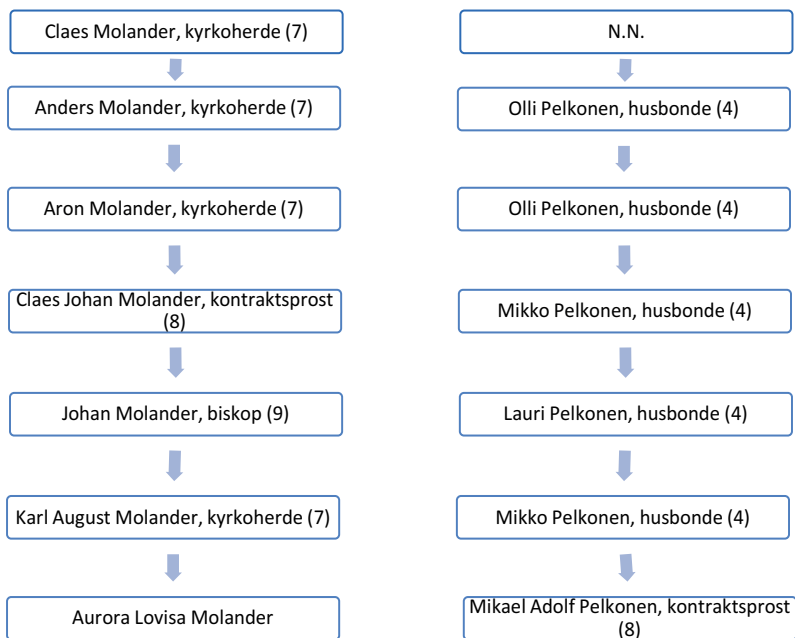 Claes Molander, kyrkoherde (7)
Anders Molander, kyrkoherde (7)
Aron Molander, kyrkoherde (7)
Claes Johan Molander, kontraktsprost
(8)
Johan Molander, biskop (9)
Karl August Molander, kyrkoherde (7)
Aurora Lovisa Molander
N.N.
Olli Pelkonen, husbonde (4)
Olli Pelkonen, husbonde (4)
Mikko Pelkonen, husbonde (4)
Lauri Pelkonen, husbonde (4)
Mikko Pelkonen, husbonde (4)
Mikael Adolf Pelkonen, kontraktsprost
(8)